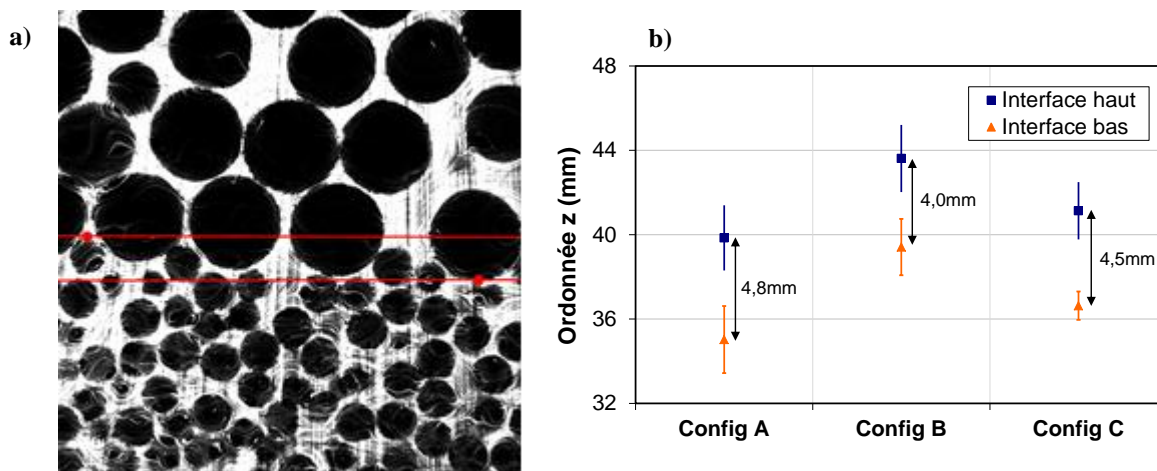 a)
b)
48
44
40
36
32
Ordonnée z (mm)
Interface haut
Interface bas
4,8mm
4,0mm
4,5mm
Config A
Config B
Config C